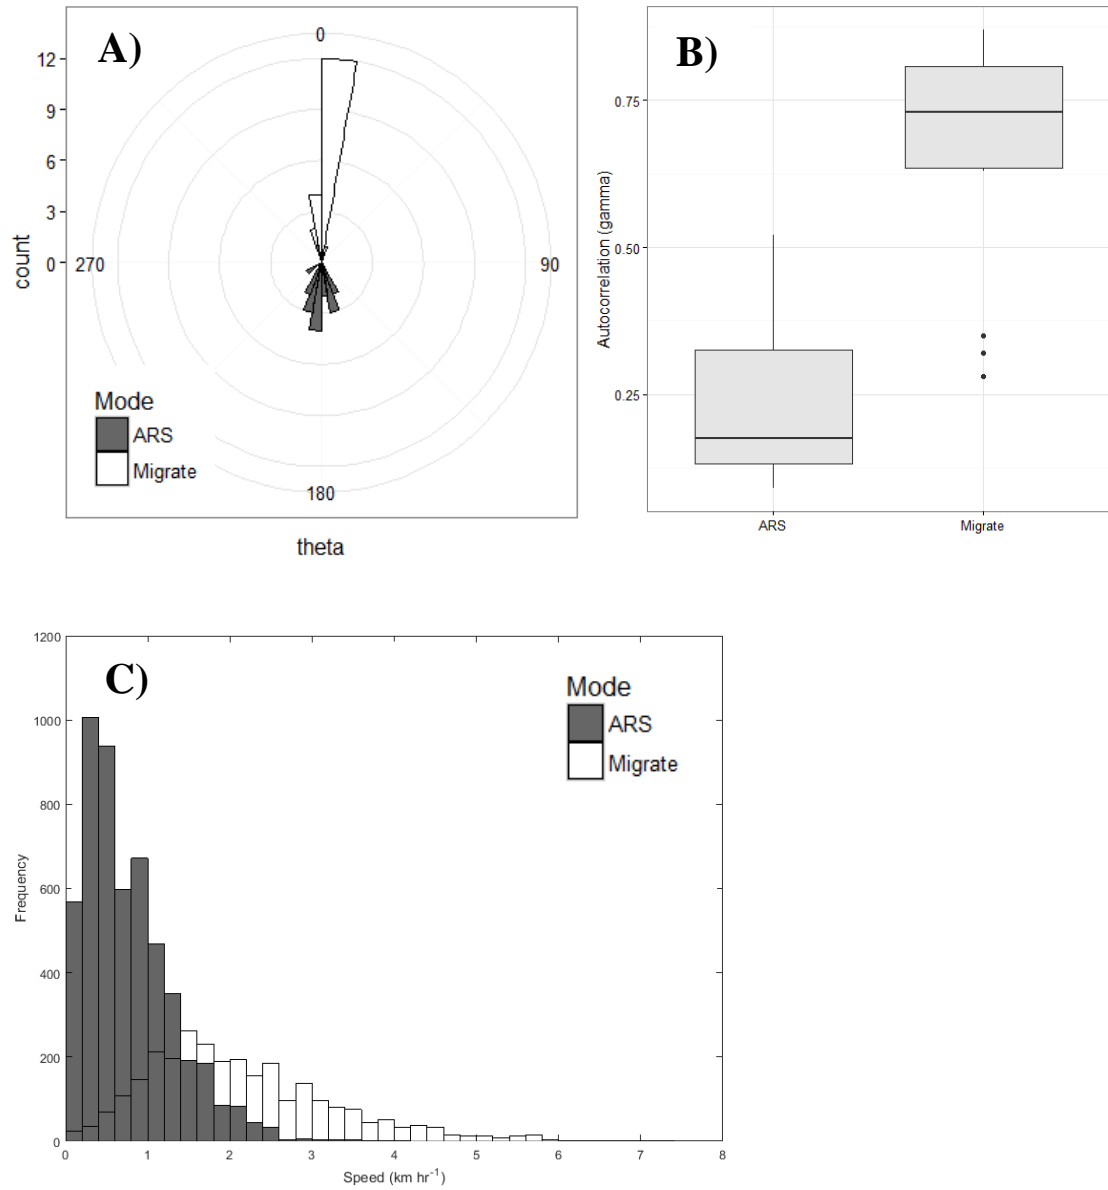 A)
0
12
9
6
3
0
270
90
180
count
theta
Mode
ARS
Migrate
B)
0.75
0.50
0.25
Autocorrelation (gamma)
ARS
Migrate
C)
1200
1000
800
600
400
200
0
Frequency
Mode
ARS
Migrate
0 1 2 3 4 5 6 7 8
Speed (km hr⁻¹)